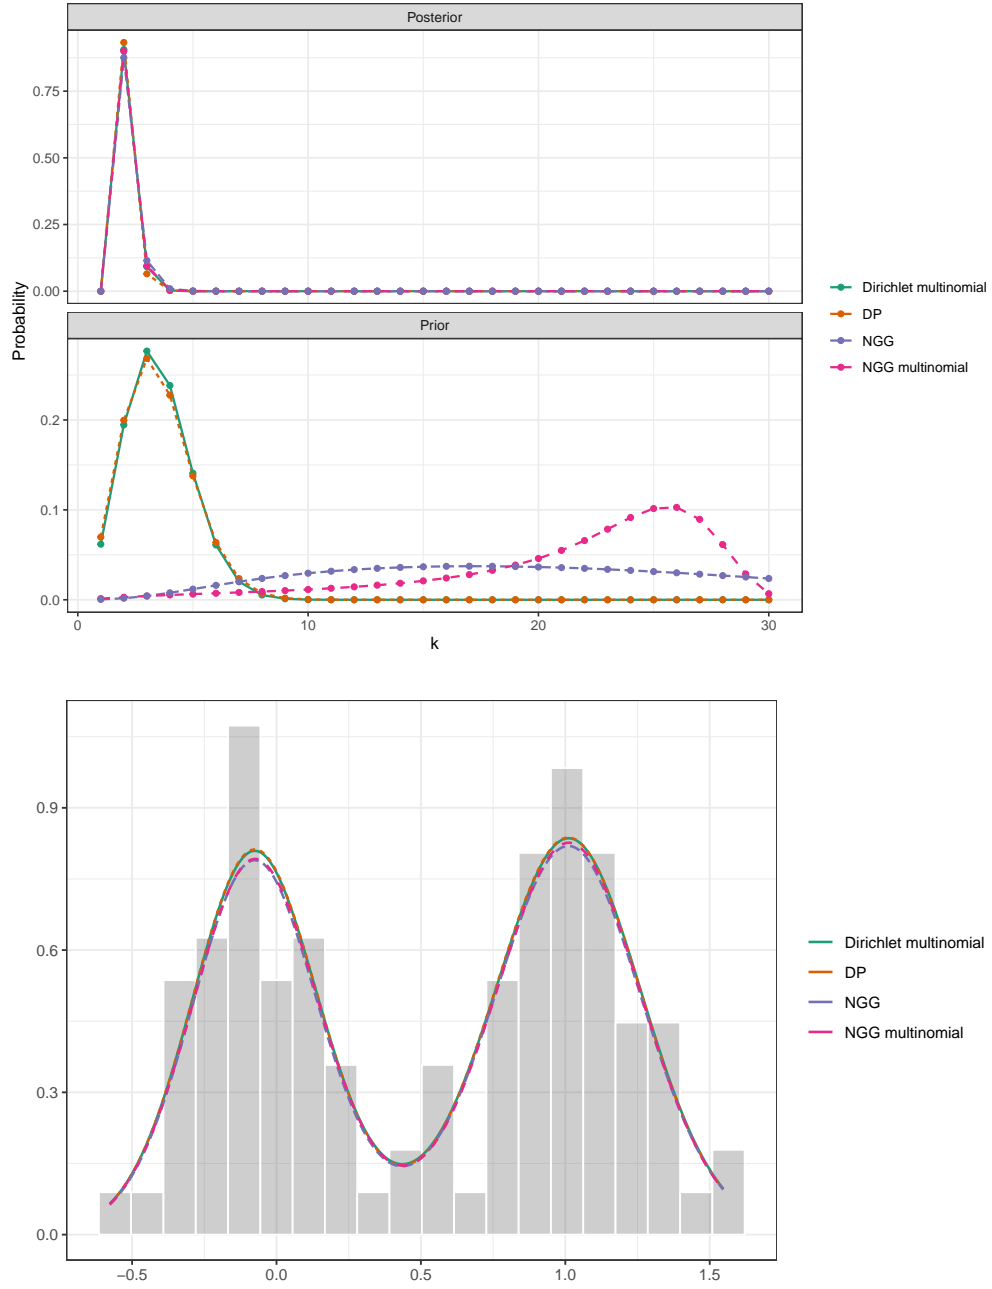 Posterior
0.75
0.50
0.25
0.00
Probability
Prior
0.2
0.1
0.0
0
10
20
30
k
Dirichlet multinomial
DP
NGG
NGG multinomial
0.9
0.6
0.3
0.0
−0.5
0.0
0.5
1.0
1.5
Dirichlet multinomial
DP
NGG
NGG multinomial